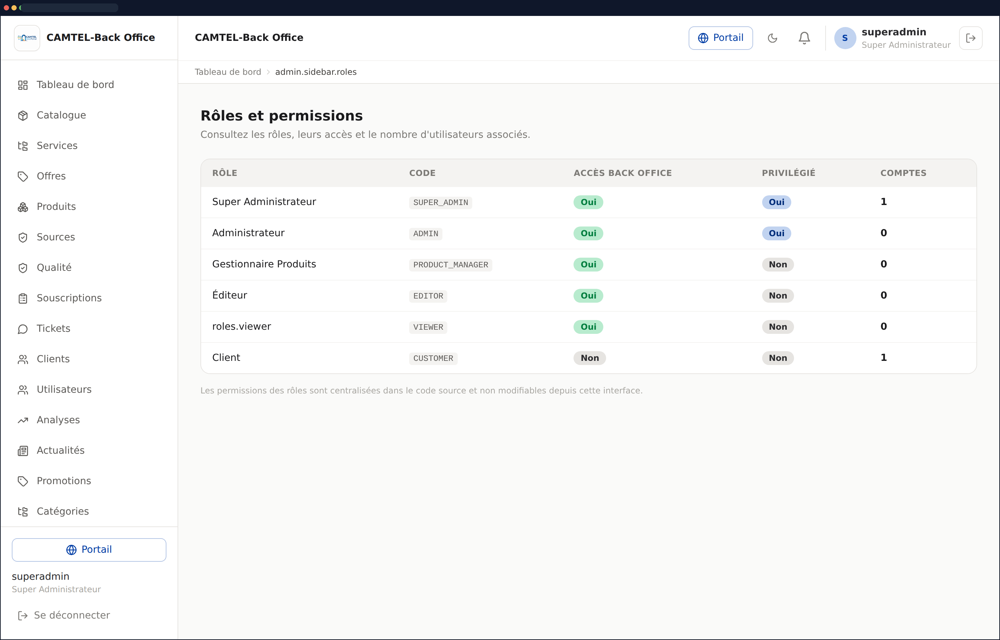 CAMTEL
CAMTEL-Back Office
CAMTEL-Back Office
Portail
S
superadmin
Super Administrateur
Tableau de bord
admin.sidebar.roles
Tableau de bord
Catalogue
Services
Offres
Produits
Sources
Qualité
Souscriptions
Tickets
Clients
Utilisateurs
Analyses
Actualités
Promotions
Catégories
Portail
superadmin
Super Administrateur
Se déconnecter
Rôles et permissions
Consultez les rôles, leurs accès et le nombre d'utilisateurs associés.
RÔLE CODE ACCÈS BACK OFFICE PRIVILÉGIÉ COMPTES
Super Administrateur SUPER_ADMIN Oui Oui 1
Administrateur ADMIN Oui Oui 0
Gestionnaire Produits PRODUCT_MANAGER Oui Non 0
Éditeur EDITOR Oui Non 0
roles.viewer VIEWER Oui Non 0
Client CUSTOMER Non Non 1
Les permissions des rôles sont centralisées dans le code source et non modifiables depuis cette interface.